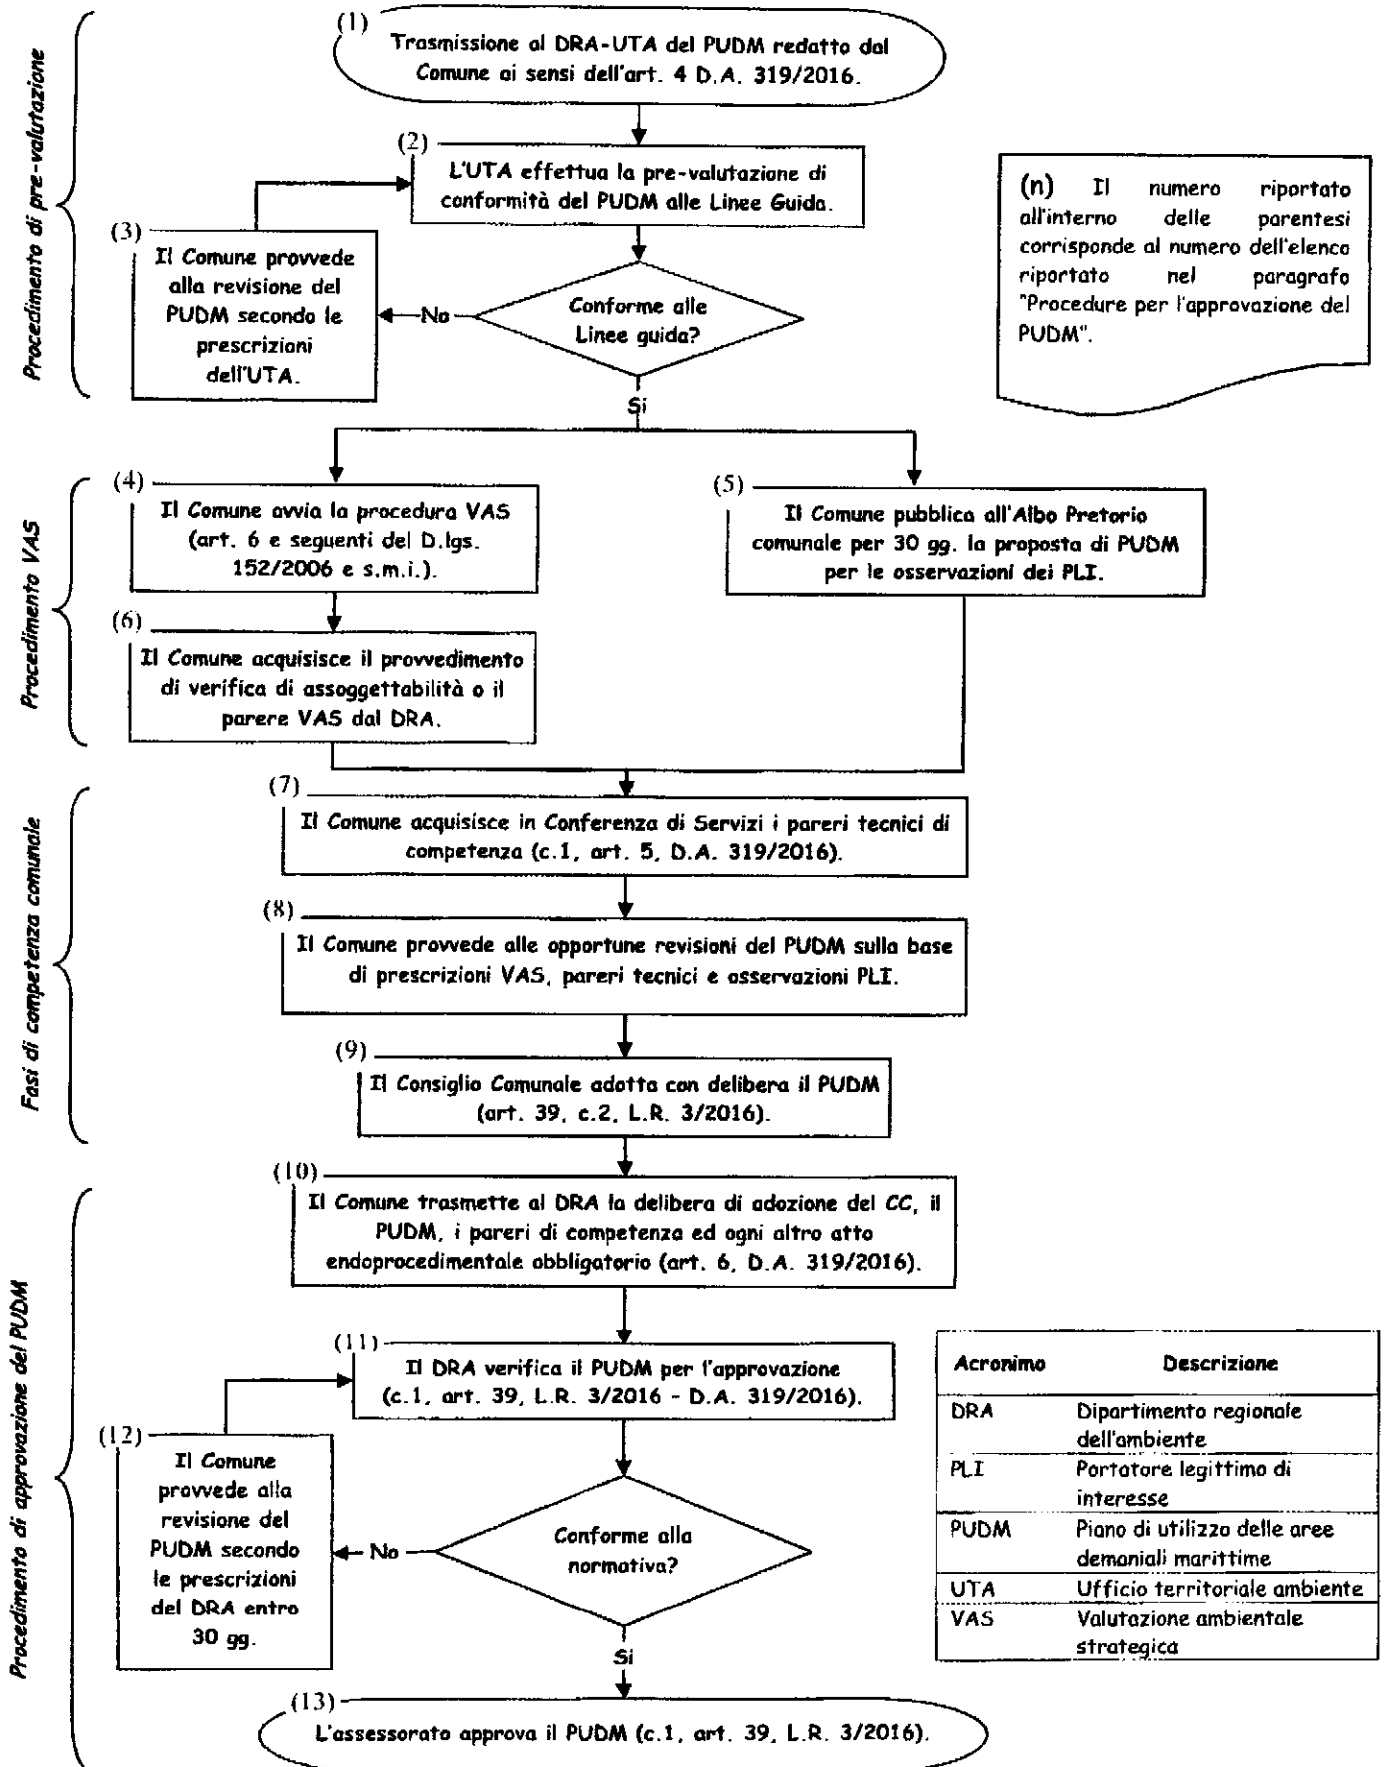 Procedimento di pre-valutazione
(1)
Trasmissione al DRA-UTA del PUDM redatto dal
Comune ai sensi dell'art. 4 D.A. 319/2016.
(2)
L'UTA effettua la pre-valutazione di
conformità del PUDM alle Linee Guida.
(3)
Il Comune provvede
alla revisione del
PUDM secondo le
prescrizioni
dell'UTA.
No
Conforme alle
Linee guida?
Si
(n) Il numero riportato
all'interno delle parentesi
corrisponde al numero dell'elenco
riportato nel paragrafo
"Procedure per l'approvazione del
PUDM".
Procedimento VAS
(4)
Il Comune avvia la procedura VAS
(art. 6 e seguenti del D.lgs.
152/2006 e s.m.i.).
(5)
Il Comune pubblica all'Albo Pretorio
comunale per 30 gg. la proposta di PUDM
per le osservazioni dei PLI.
(6)
Il Comune acquisisce il provvedimento
di verifica di assoggettabilità o il
parere VAS dal DRA.
Fasi di competenza comunale
(7)
Il Comune acquisisce in Conferenza di Servizi i pareri tecnici di
competenza (c.1, art. 5, D.A. 319/2016).
(8)
Il Comune provvede alle opportune revisioni del PUDM sulla base
di prescrizioni VAS, pareri tecnici e osservazioni PLI.
(9)
Il Consiglio Comunale adotta con delibera il PUDM
(art. 39, c.2, L.R. 3/2016).
Procedimento di approvazione del PUDM
(10)
Il Comune trasmette al DRA la delibera di adozione del CC, il
PUDM, i pareri di competenza ed ogni altro atto
endoprocedimentale obbligatorio (art. 6, D.A. 319/2016).
(11)
Il DRA verifica il PUDM per l'approvazione
(c.1, art. 39, L.R. 3/2016 - D.A. 319/2016).
(12)
Il Comune
provvede alla
revisione del
PUDM secondo
le prescrizioni
del DRA entro
30 gg.
No
Conforme alla
normativa?
Si
(13)
L'assessorato approva il PUDM (c.1, art. 39, L.R. 3/2016).
Acronimo Descrizione
DRA Dipartimento regionale
dell'ambiente
PLI Portatore legittimo di
interesse
PUDM Piano di utilizzo delle aree
demaniali marittime
UTA Ufficio territoriale ambiente
VAS Valutazione ambientale
strategica